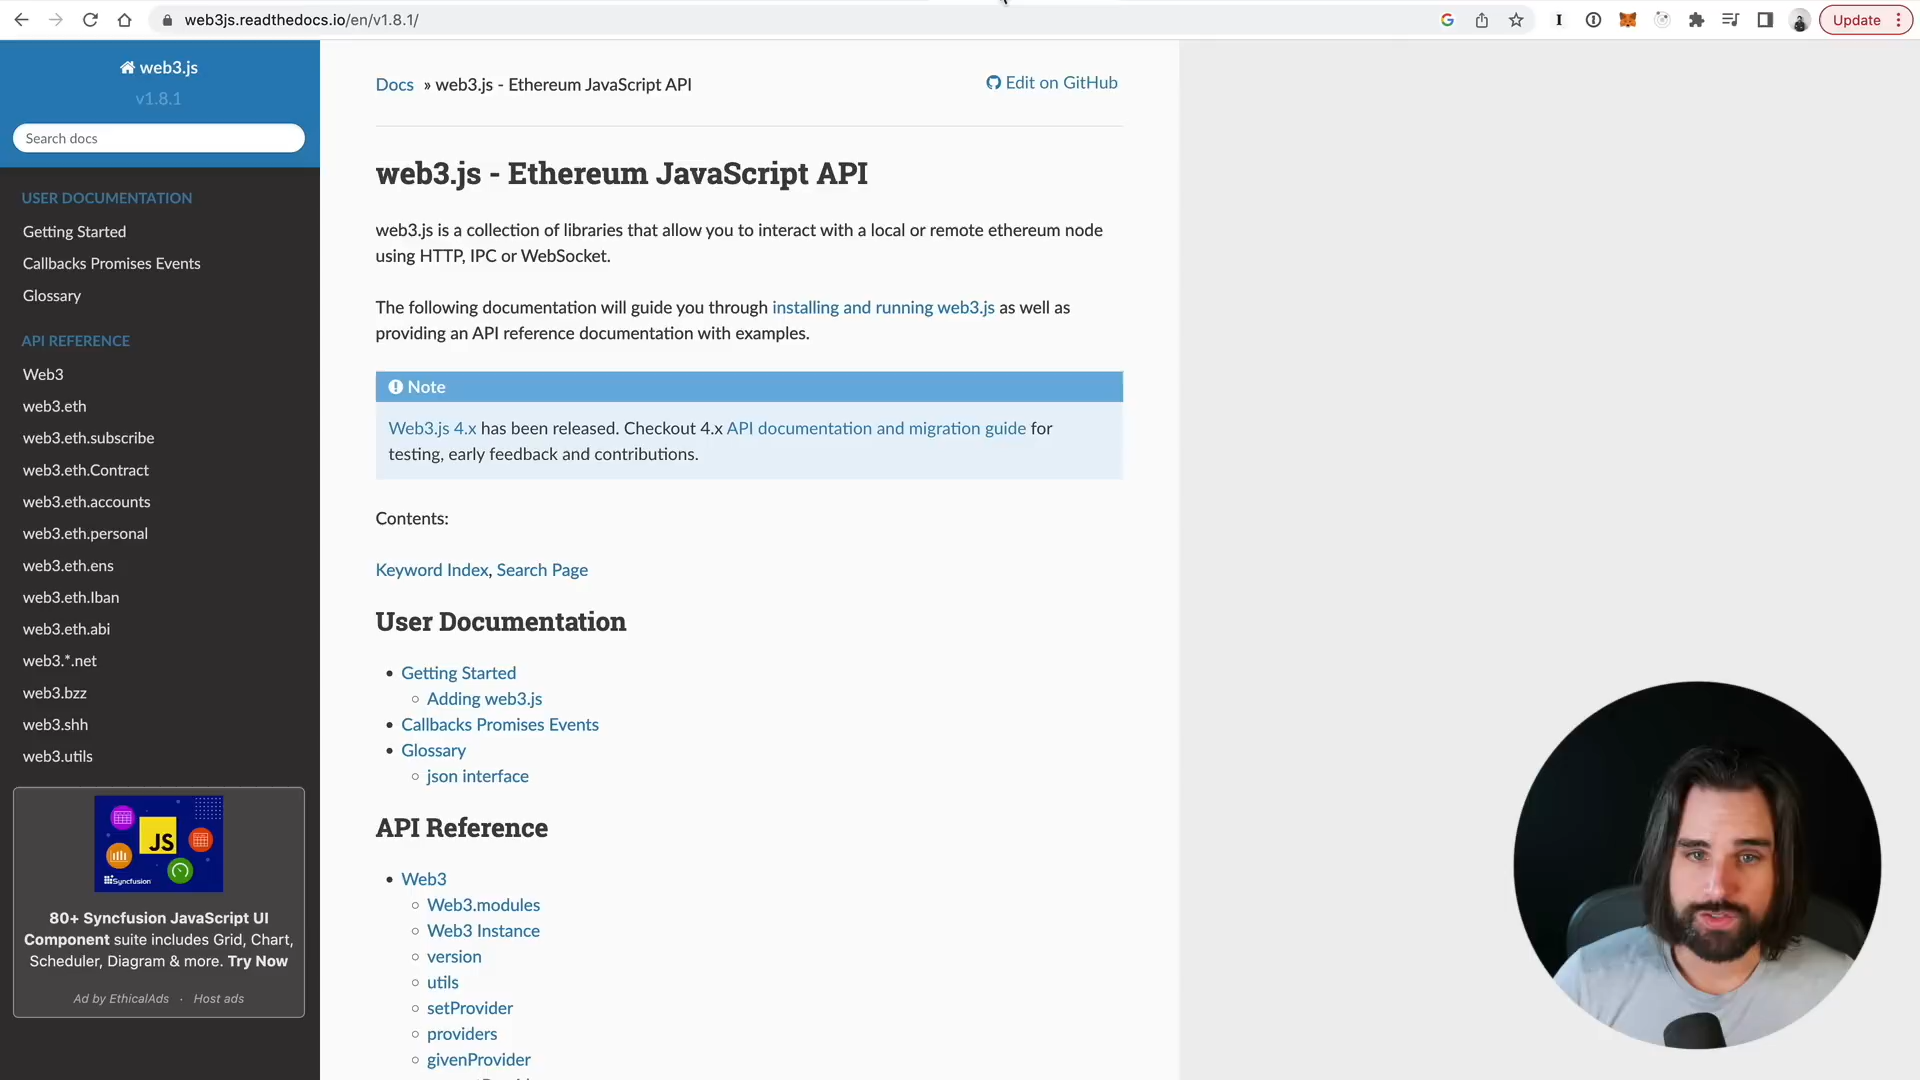 web3js.readthedocs.io/en/v1.8.1/
Update
web3.js
v1.8.1
Search docs
USER DOCUMENTATION
Getting Started
Callbacks Promises Events
Glossary
API REFERENCE
Web3
web3.eth
web3.eth.subscribe
web3.eth.Contract
web3.eth.accounts
web3.eth.personal
web3.eth.ens
web3.eth.Iban
web3.eth.abi
web3.*.net
web3.bzz
web3.shh
web3.utils
JS
Syncfusion
80+ Syncfusion JavaScript UI
Component suite includes Grid, Chart,
Scheduler, Diagram & more. Try Now
Ad by EthicalAds · Host ads
Docs » web3.js - Ethereum JavaScript API
Edit on GitHub
web3.js - Ethereum JavaScript API
web3.js is a collection of libraries that allow you to interact with a local or remote ethereum node
using HTTP, IPC or WebSocket.
The following documentation will guide you through installing and running web3.js as well as
providing an API reference documentation with examples.
Note
Web3.js 4.x has been released. Checkout 4.x API documentation and migration guide for
testing, early feedback and contributions.
Contents:
Keyword Index, Search Page
User Documentation
Getting Started
Adding web3.js
Callbacks Promises Events
Glossary
json interface
API Reference
Web3
Web3.modules
Web3 Instance
version
utils
setProvider
providers
givenProvider